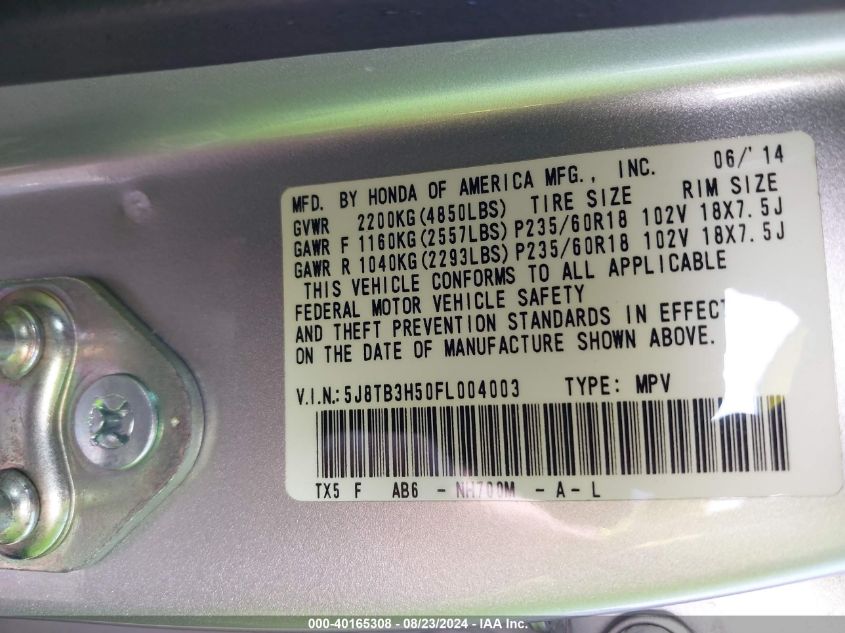 MFD. BY HONDA OF AMERICA MFG., INC. 06/'14
GVWR 2200KG(4850LBS) TIRE SIZE RIM SIZE
GAWR F 1160KG(2557LBS) P235/60R18 102V 18X7.5J
GAWR R 1040KG(2293LBS) P235/60R18 102V 18X7.5J
THIS VEHICLE CONFORMS TO ALL APPLICABLE
FEDERAL MOTOR VEHICLE SAFETY
AND THEFT PREVENTION STANDARDS IN EFFECT
ON THE DATE OF MANUFACTURE SHOWN ABOVE.
V.I.N.: 5J8TB3H50FL004003 TYPE: MPV
TX5 F AB6 - NH700M - A - L
000-40165308 - 08/23/2024 - IAA Inc.